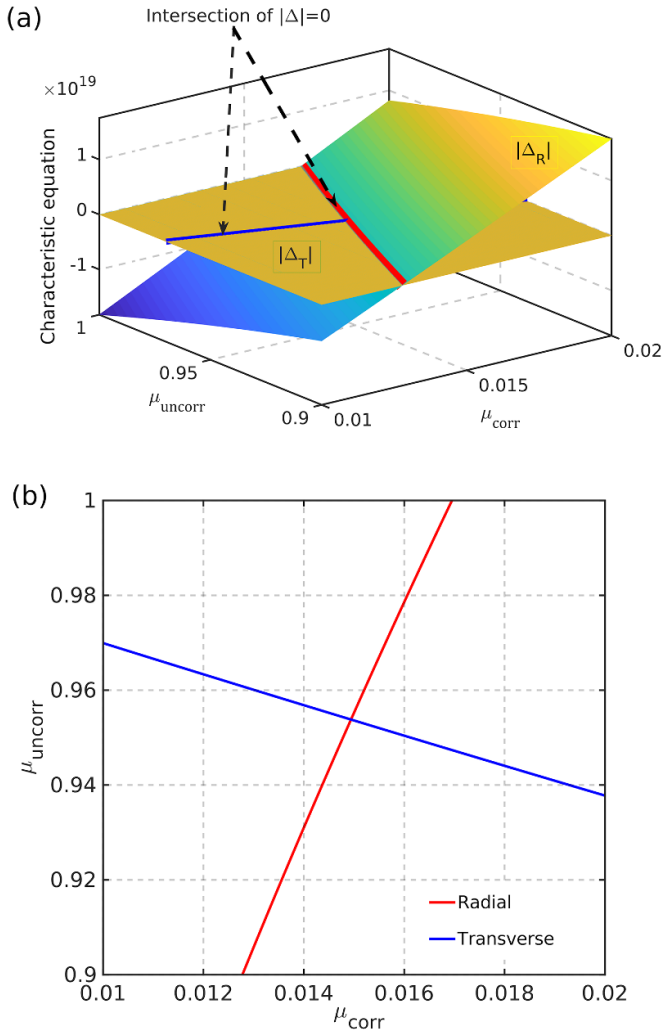 (a)
Intersection of |Δ|=0
×10^19
Characteristic equation
1
0
-1
|Δ_R|
|Δ_T|
1
0.95
0.9
μ_uncorr
0.01
0.015
0.02
μ_corr
(b)
1
0.98
0.96
0.94
0.92
0.9
μ_uncorr
Radial
Transverse
0.01
0.012
0.014
0.016
0.018
0.02
μ_corr